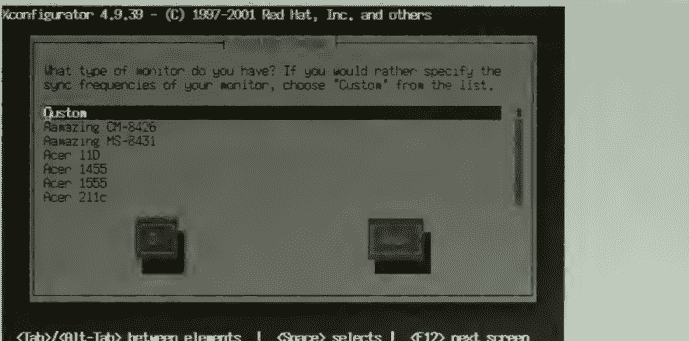 Xconfigurator 4.9.39 - (C) 1997-2001 Red Hat, Inc. and others
What type of monitor do you have? If you would rather specify the
sync frequencies of your monitor, choose "Custom" from the list.
Custom
Aamazing CM-8426
Aamazing MS-8431
Acer 11D
Acer 1455
Acer 1555
Acer 211c
<Tab>/<Alt-Tab> between elements | <Space> selects | <F12> next screen